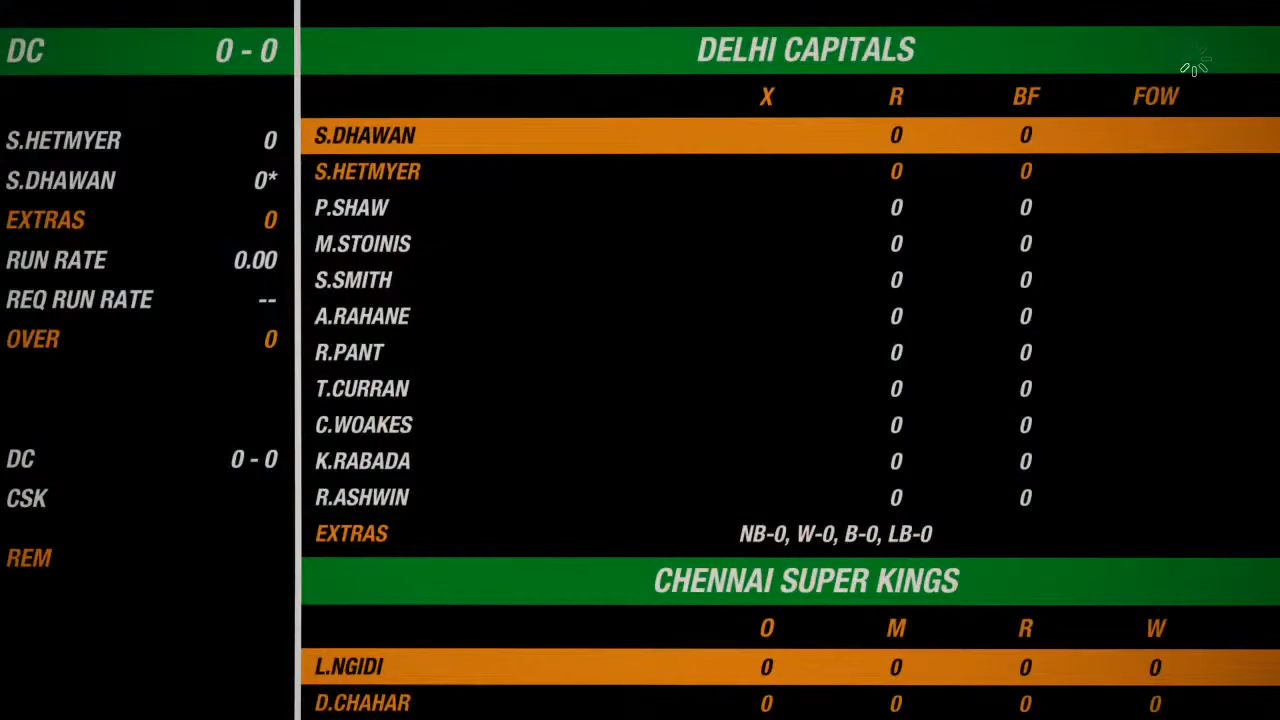 DC 0 - 0
S.HETMYER 0
S.DHAWAN 0*
EXTRAS 0
RUN RATE 0.00
REQ RUN RATE --
OVER 0
DC 0 - 0
CSK
REM
DELHI CAPITALS
X R BF FOW
S.DHAWAN 0 0
S.HETMYER 0 0
P.SHAW 0 0
M.STOINIS 0 0
S.SMITH 0 0
A.RAHANE 0 0
R.PANT 0 0
T.CURRAN 0 0
C.WOAKES 0 0
K.RABADA 0 0
R.ASHWIN 0 0
EXTRAS NB-0, W-0, B-0, LB-0
CHENNAI SUPER KINGS
O M R W
L.NGIDI 0 0 0 0
D.CHAHAR 0 0 0 0